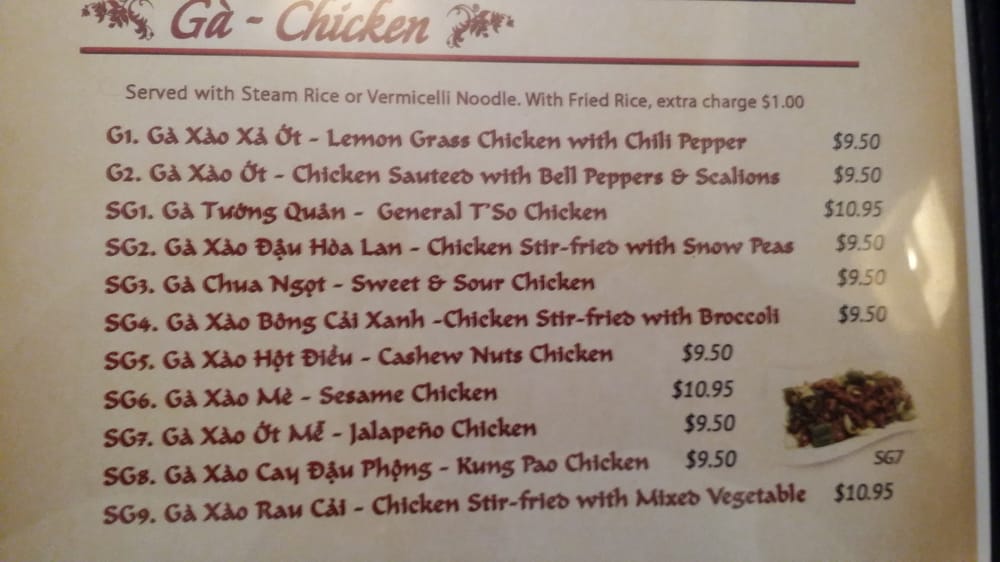 Gà - Chicken
Served with Steam Rice or Vermicelli Noodle. With Fried Rice, extra charge $1.00
G1. Gà Xào Xả Ớt - Lemon Grass Chicken with Chili Pepper $9.50
G2. Gà Xào Ớt - Chicken Sauteed with Bell Peppers & Scalions $9.50
SG1. Gà Tướng Quân - General T'So Chicken $10.95
SG2. Gà Xào Đậu Hòa Lan - Chicken Stir-fried with Snow Peas $9.50
SG3. Gà Chua Ngọt - Sweet & Sour Chicken $9.50
SG4. Gà Xào Bông Cải Xanh -Chicken Stir-fried with Broccoli $9.50
SG5. Gà Xào Hột Điều - Cashew Nuts Chicken $9.50
SG6. Gà Xào Mè - Sesame Chicken $10.95
SG7. Gà Xào Ớt Mễ - Jalapeño Chicken $9.50
SG8. Gà Xào Cay Đậu Phộng - Kung Pao Chicken $9.50
SG7
SG9. Gà Xào Rau Cải - Chicken Stir-fried with Mixed Vegetable $10.95